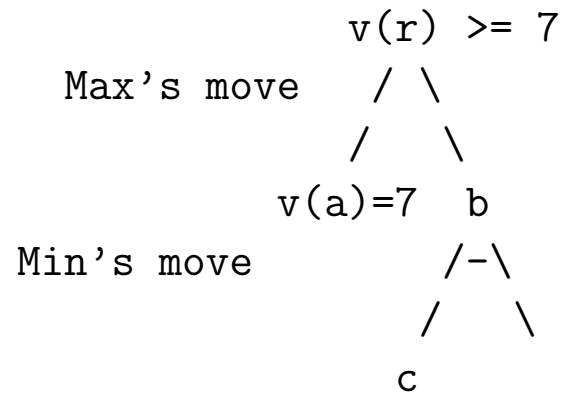 v(r) >= 7
Max's move / \
/ \
v(a)=7 b
Min's move /-\
/ \
c